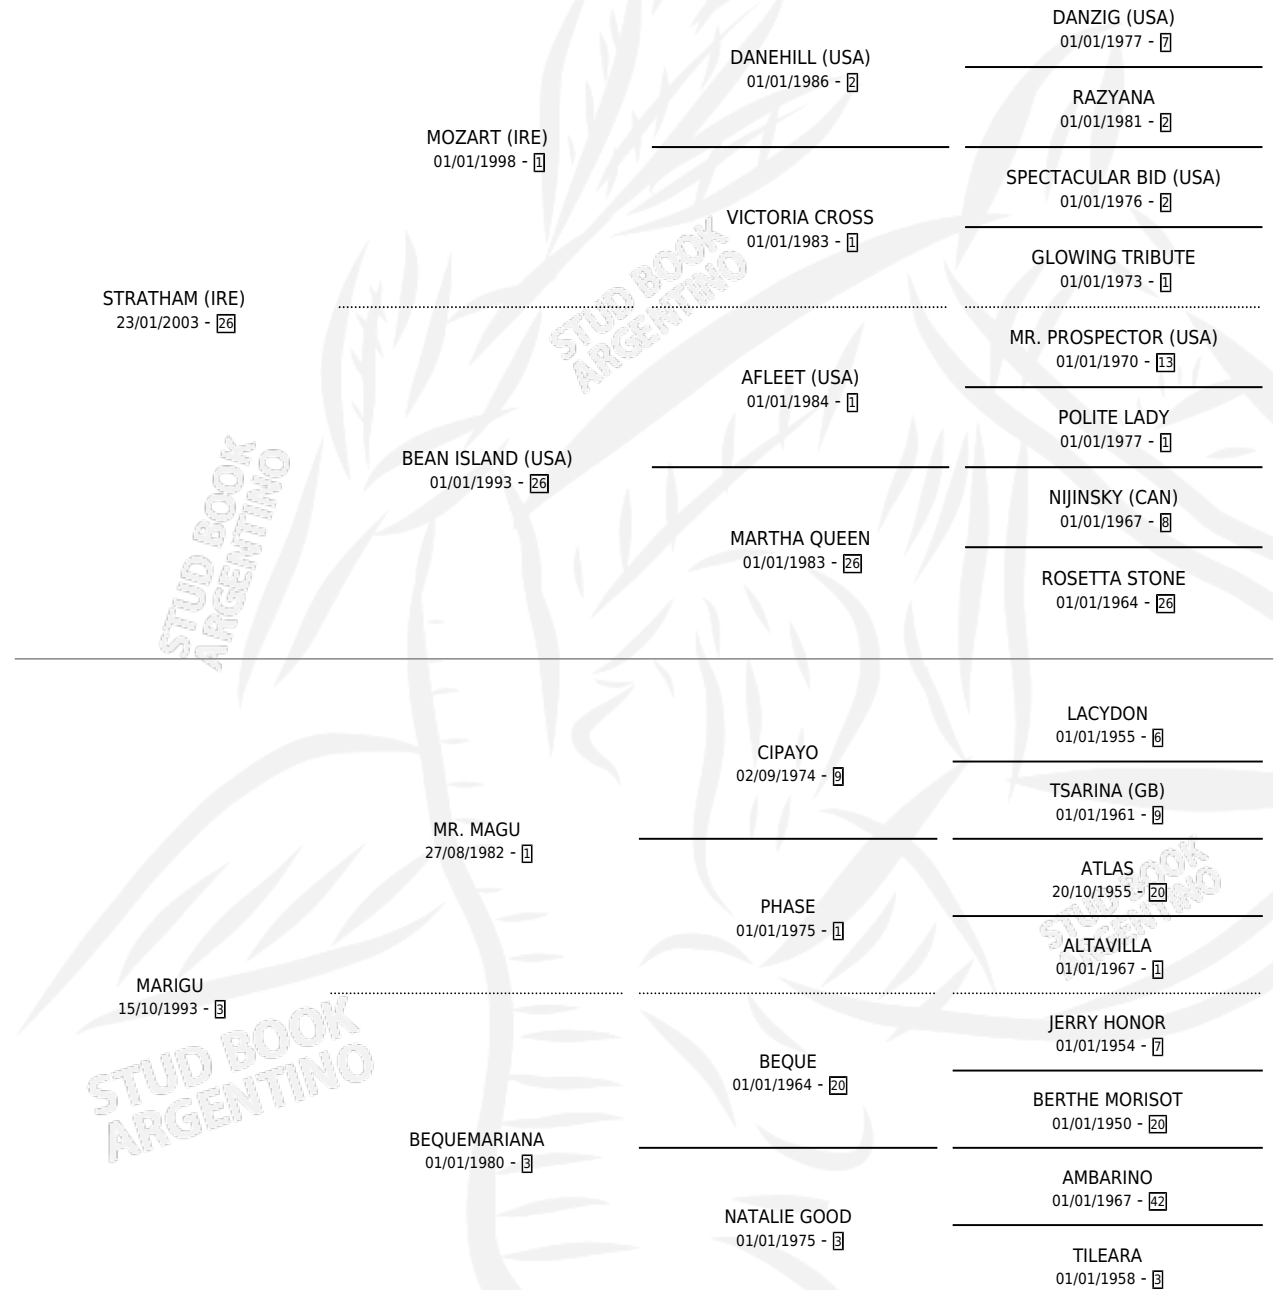 DANZIG (USA)
01/01/1977 - 7
DANEHILL (USA)
01/01/1986 - 2
RAZYANA
01/01/1981 - 2
MOZART (IRE)
01/01/1998 - 1
SPECTACULAR BID (USA)
01/01/1976 - 2
VICTORIA CROSS
01/01/1983 - 1
GLOWING TRIBUTE
01/01/1973 - 1
STRATHAM (IRE)
23/01/2003 - 26
MR. PROSPECTOR (USA)
01/01/1970 - 13
AFLEET (USA)
01/01/1984 - 1
POLITE LADY
01/01/1977 - 1
BEAN ISLAND (USA)
01/01/1993 - 26
NIJINSKY (CAN)
01/01/1967 - 8
MARTHA QUEEN
01/01/1983 - 26
ROSETTA STONE
01/01/1964 - 26
LACYDON
01/01/1955 - 6
CIPAYO
02/09/1974 - 9
TSARINA (GB)
01/01/1961 - 9
MR. MAGU
27/08/1982 - 1
ATLAS
20/10/1955 - 20
PHASE
01/01/1975 - 1
ALTAVILLA
01/01/1967 - 1
MARIGU
15/10/1993 - 3
JERRY HONOR
01/01/1954 - 7
BEQUE
01/01/1964 - 20
BERTHE MORISOT
01/01/1950 - 20
BEQUEMARIANA
01/01/1980 - 3
AMBARINO
01/01/1967 - 42
NATALIE GOOD
01/01/1975 - 3
TILEARA
01/01/1958 - 3
STUD BOOK
ARGENTINO
STUD BOOK
ARGENTINO
STUD BOOK
ARGENTINO
STUD BOOK
ARGENTINO